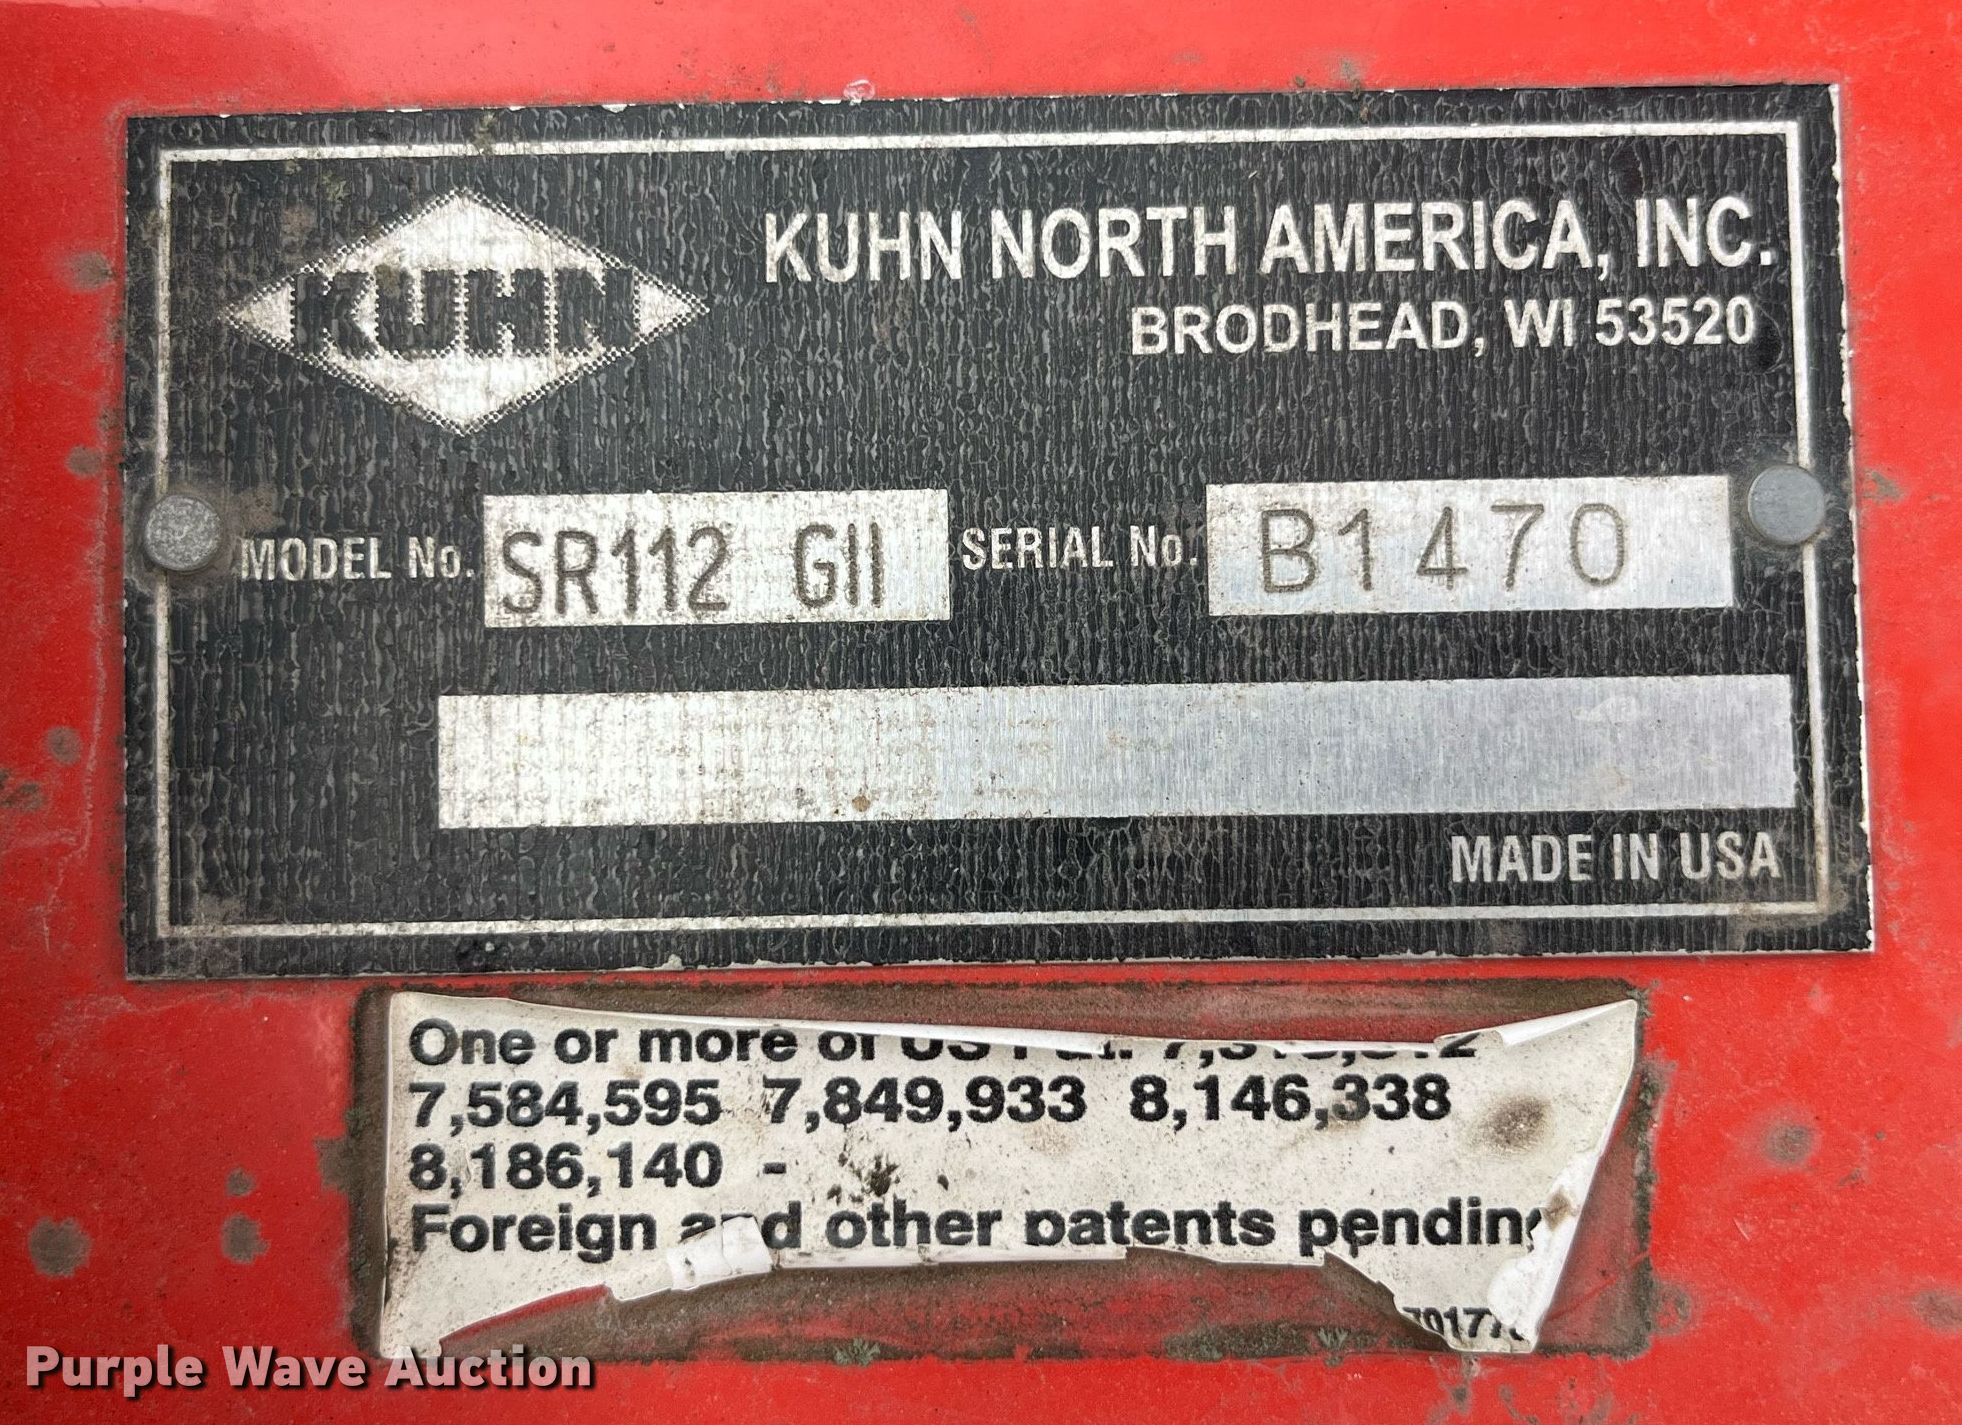 KUHN
KUHN NORTH AMERICA, INC.
BRODHEAD, WI 53520
MODEL No. SR112 GII SERIAL No. B1470
MADE IN USA
One or more of US Pat.
7,584,595 7,849,933 8,146,338
8,186,140 -
Foreign and other patents pending
Purple Wave Auction